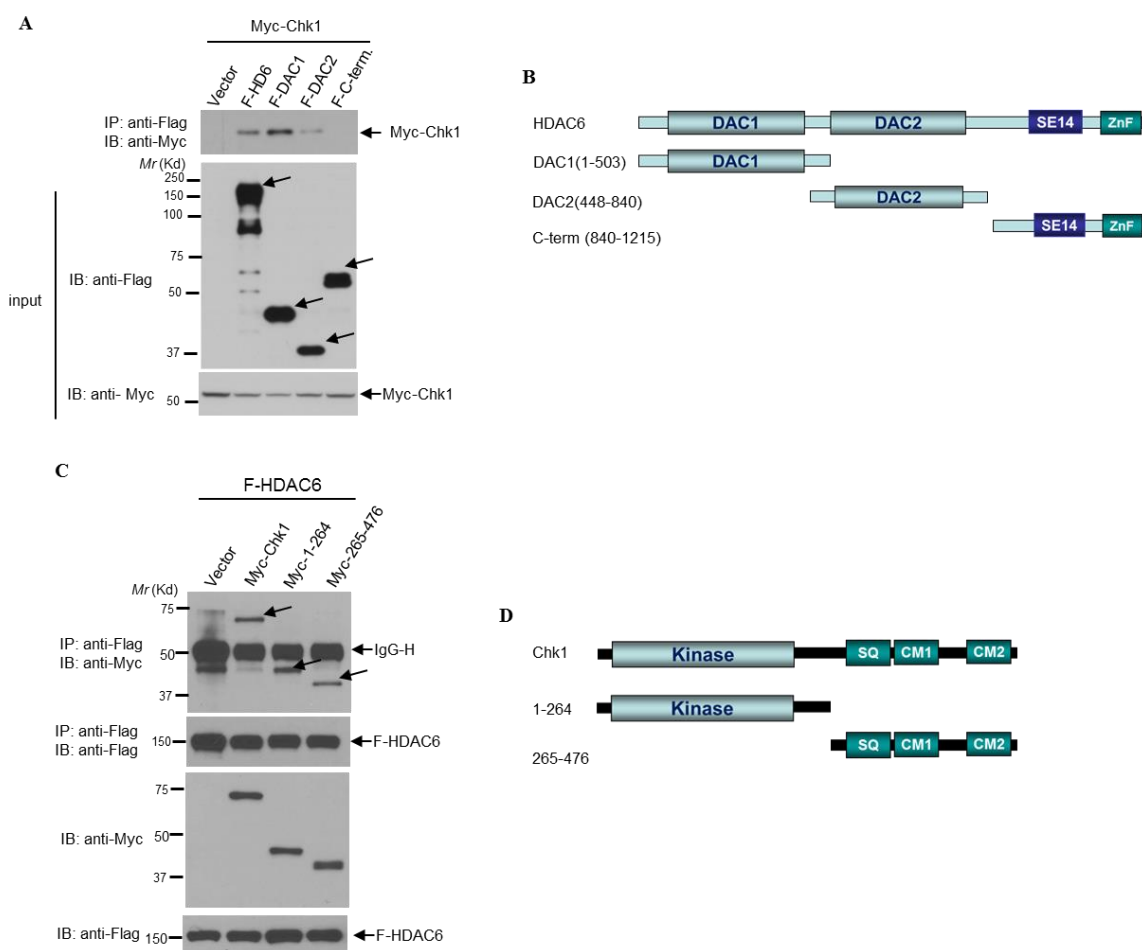 A
Myc-Chk1
Vector
F-HD6
F-DAC1
F-DAC2
F-C-term.
IP: anti-Flag
IB: anti-Myc
Myc-Chk1
Mr (Kd)
250
150
100
75
50
37
input
IB: anti-Flag
IB: anti- Myc
50
Myc-Chk1
B
HDAC6
DAC1
DAC2
SE14
ZnF
DAC1(1-503)
DAC1
DAC2(448-840)
DAC2
C-term (840-1215)
SE14
ZnF
C
F-HDAC6
Vector
Myc-Chk1
Myc-1-264
Myc-265-476
Mr (Kd)
75
IP: anti-Flag
IB: anti-Myc
50
IgG-H
37
IP: anti-Flag
IB: anti-Flag
150
F-HDAC6
75
50
IB: anti-Myc
37
IB: anti-Flag
150
F-HDAC6
D
Chk1
Kinase
SQ
CM1
CM2
1-264
Kinase
265-476
SQ
CM1
CM2